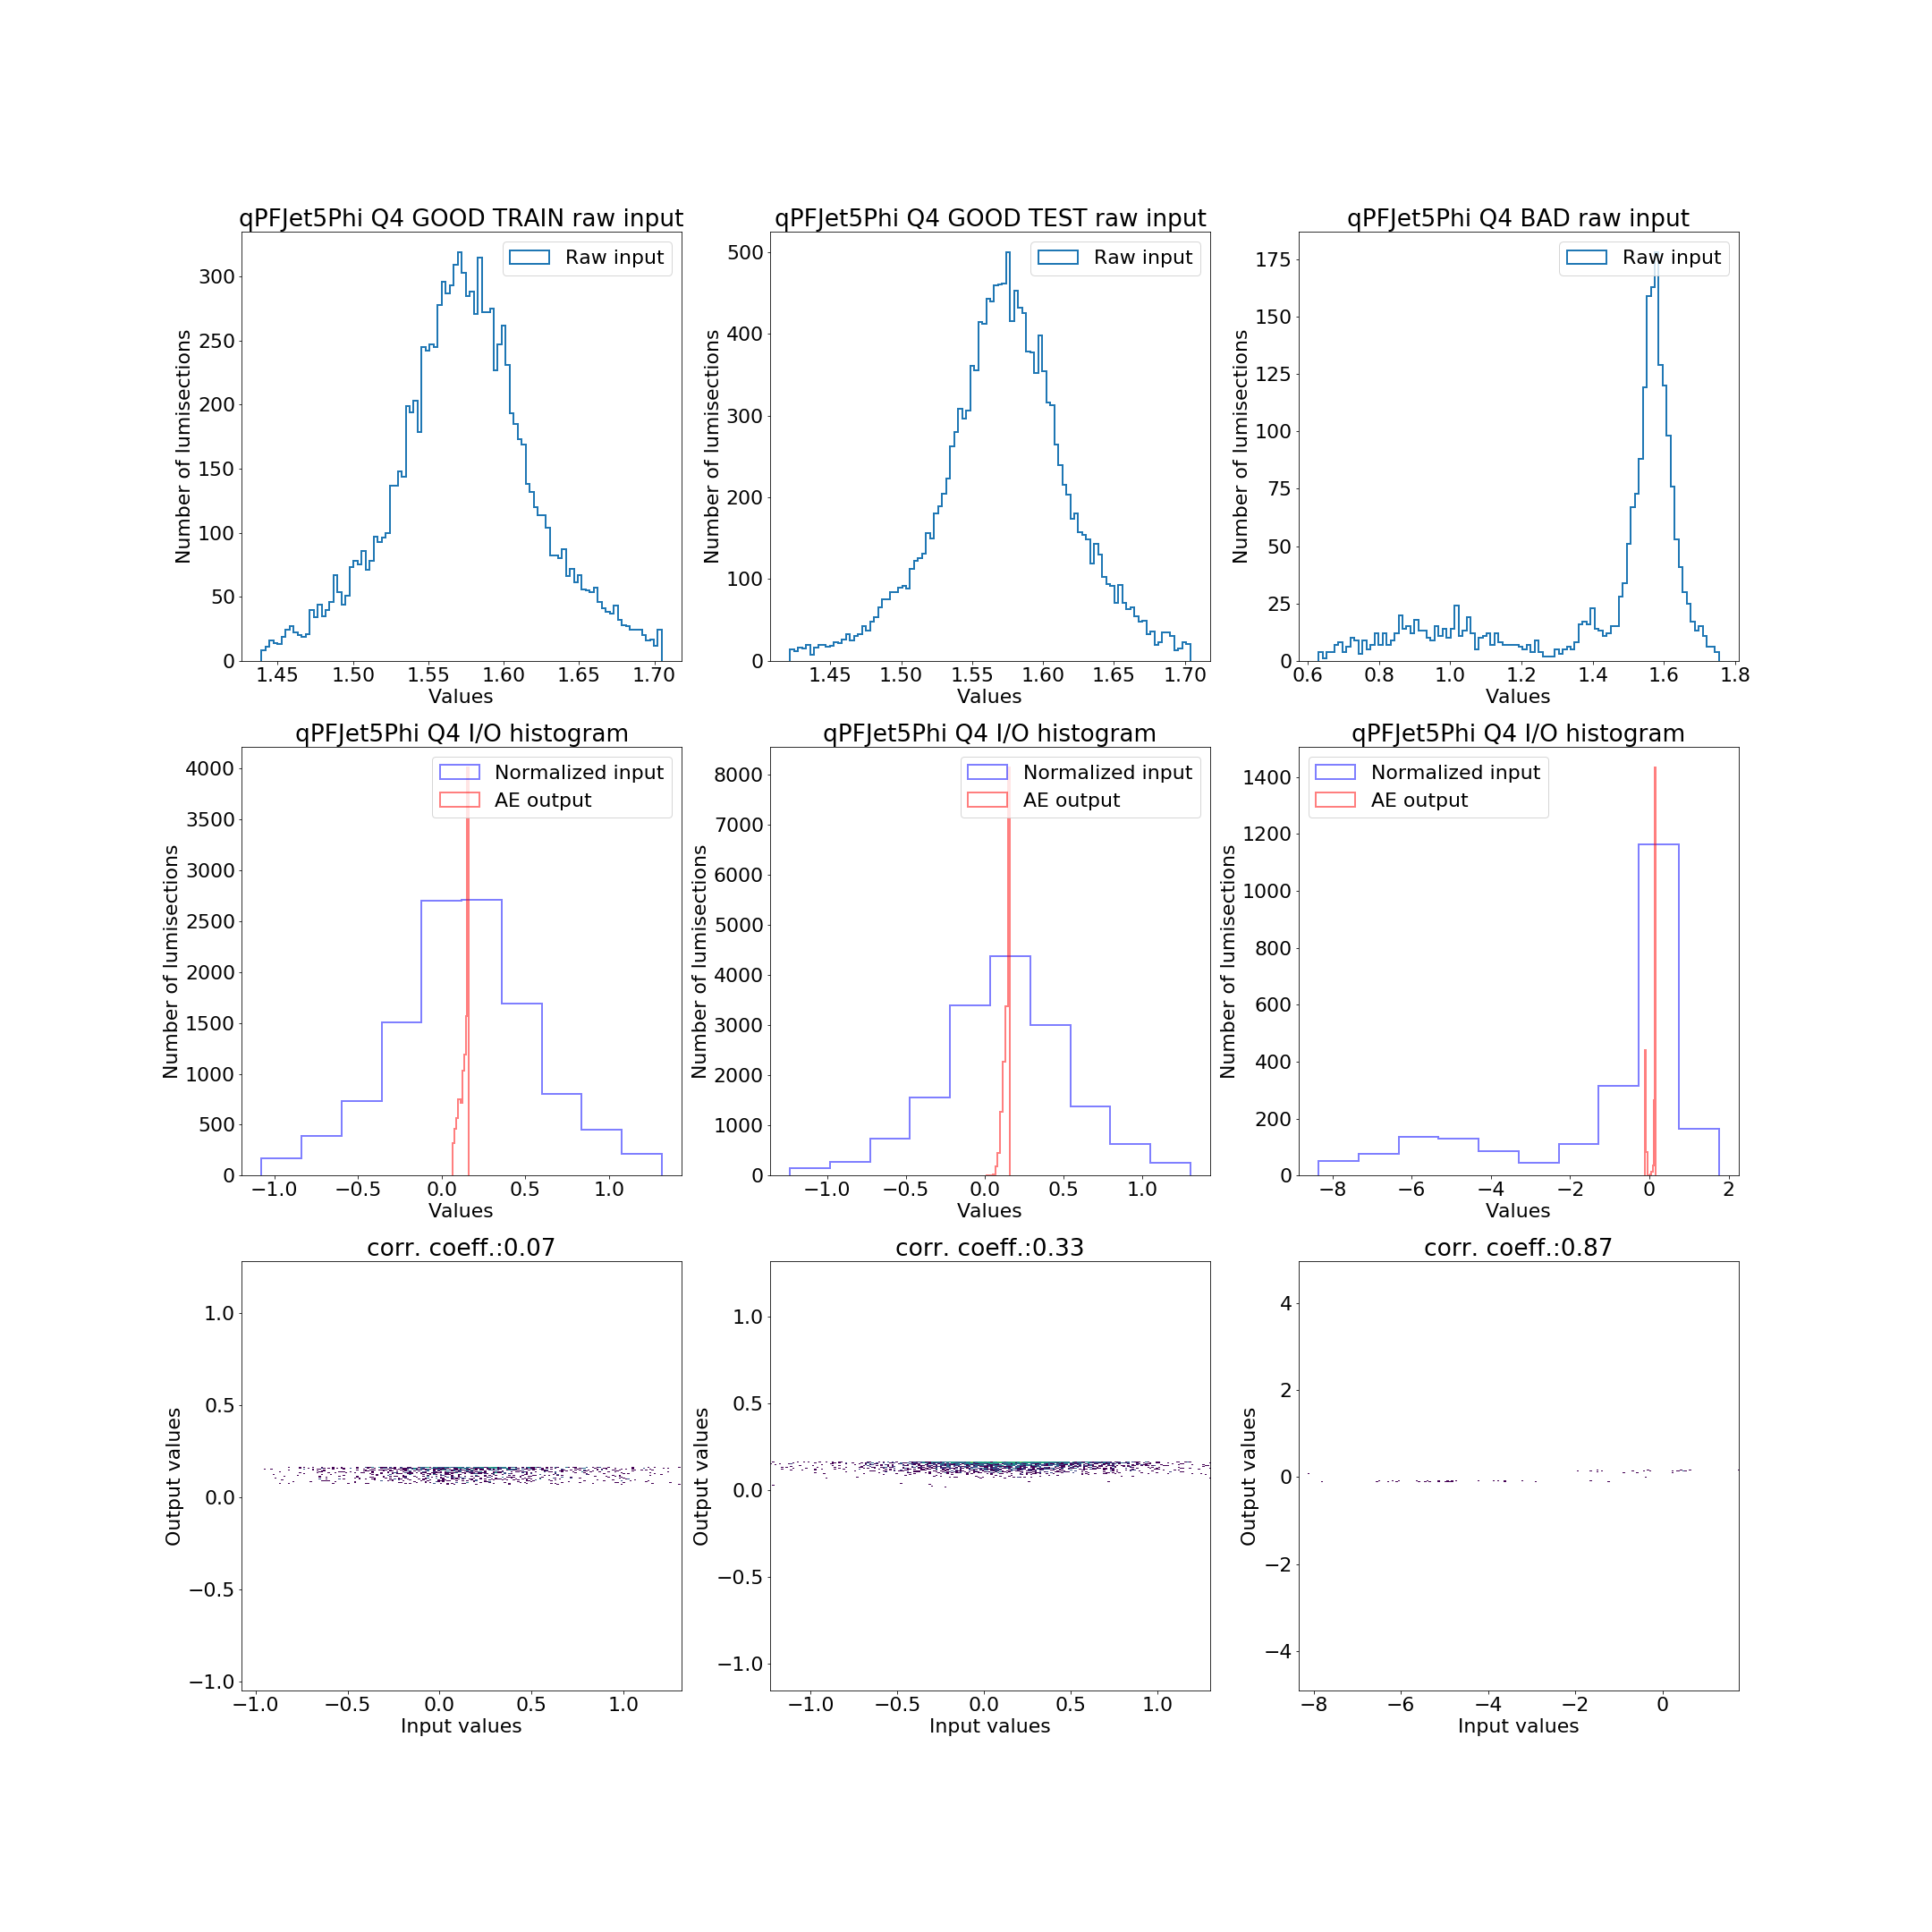 qPFJet5Phi Q4 GOOD TRAIN raw input
Raw input
Number of lumisections
300
250
200
150
100
50
0
1.45 1.50 1.55 1.60 1.65 1.70
Values
qPFJet5Phi Q4 GOOD TEST raw input
Raw input
Number of lumisections
500
400
300
200
100
0
1.45 1.50 1.55 1.60 1.65 1.70
Values
qPFJet5Phi Q4 BAD raw input
Raw input
Number of lumisections
175
150
125
100
75
50
25
0
0.6 0.8 1.0 1.2 1.4 1.6 1.8
Values
qPFJet5Phi Q4 I/O histogram
Normalized input
AE output
Number of lumisections
4000
3500
3000
2500
2000
1500
1000
500
0
−1.0 −0.5 0.0 0.5 1.0
Values
qPFJet5Phi Q4 I/O histogram
Normalized input
AE output
Number of lumisections
8000
7000
6000
5000
4000
3000
2000
1000
0
−1.0 −0.5 0.0 0.5 1.0
Values
qPFJet5Phi Q4 I/O histogram
Normalized input
AE output
Number of lumisections
1400
1200
1000
800
600
400
200
0
−8 −6 −4 −2 0 2
Values
corr. coeff.:0.07
Output values
1.0
0.5
0.0
−0.5
−1.0
−1.0 −0.5 0.0 0.5 1.0
Input values
corr. coeff.:0.33
Output values
1.0
0.5
0.0
−0.5
−1.0
−1.0 −0.5 0.0 0.5 1.0
Input values
corr. coeff.:0.87
Output values
4
2
0
−2
−4
−8 −6 −4 −2 0
Input values